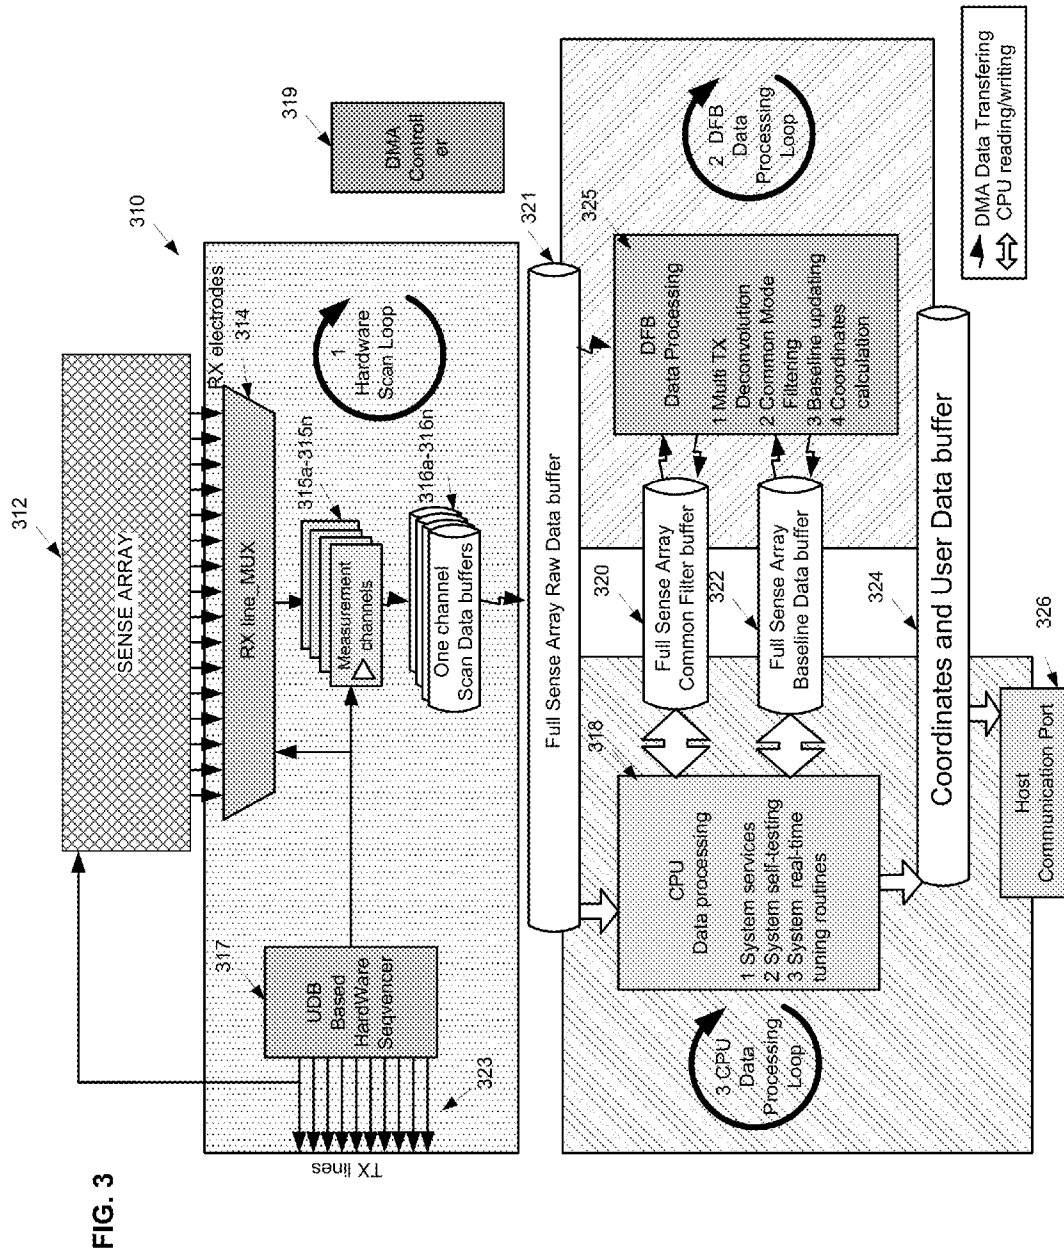 FIG. 3
312
SENSE ARRAY
310
319
DMA
Controll
er
RX electrodes
314
RX line_MUX
317
UDB
Based
HardWare
Seqvencer
TX lines
323
315a-315n
Measurement
channels
316a-316n
One channel
Scan Data buffers
1
Hardware
Scan Loop
321
Full Sense Array Raw Data buffer
318
CPU
Data processing
1 System services
2 System self-testing
3 System real-time
tuning routines
3 CPU
Data
Processing
Loop
320
Full Sense Array
Common Filter buffer
322
Full Sense Array
Baseline Data buffer
325
DFB
Data Processing
1 Multi TX
Deconvolution
2 Common Mode
Filtering
3 Baseline updating
4 Coordinates
calculation
2 DFB
Data
Processing
Loop
324
Coordinates and User Data buffer
326
Host
Communication Port
DMA Data Transfering
CPU reading/writing